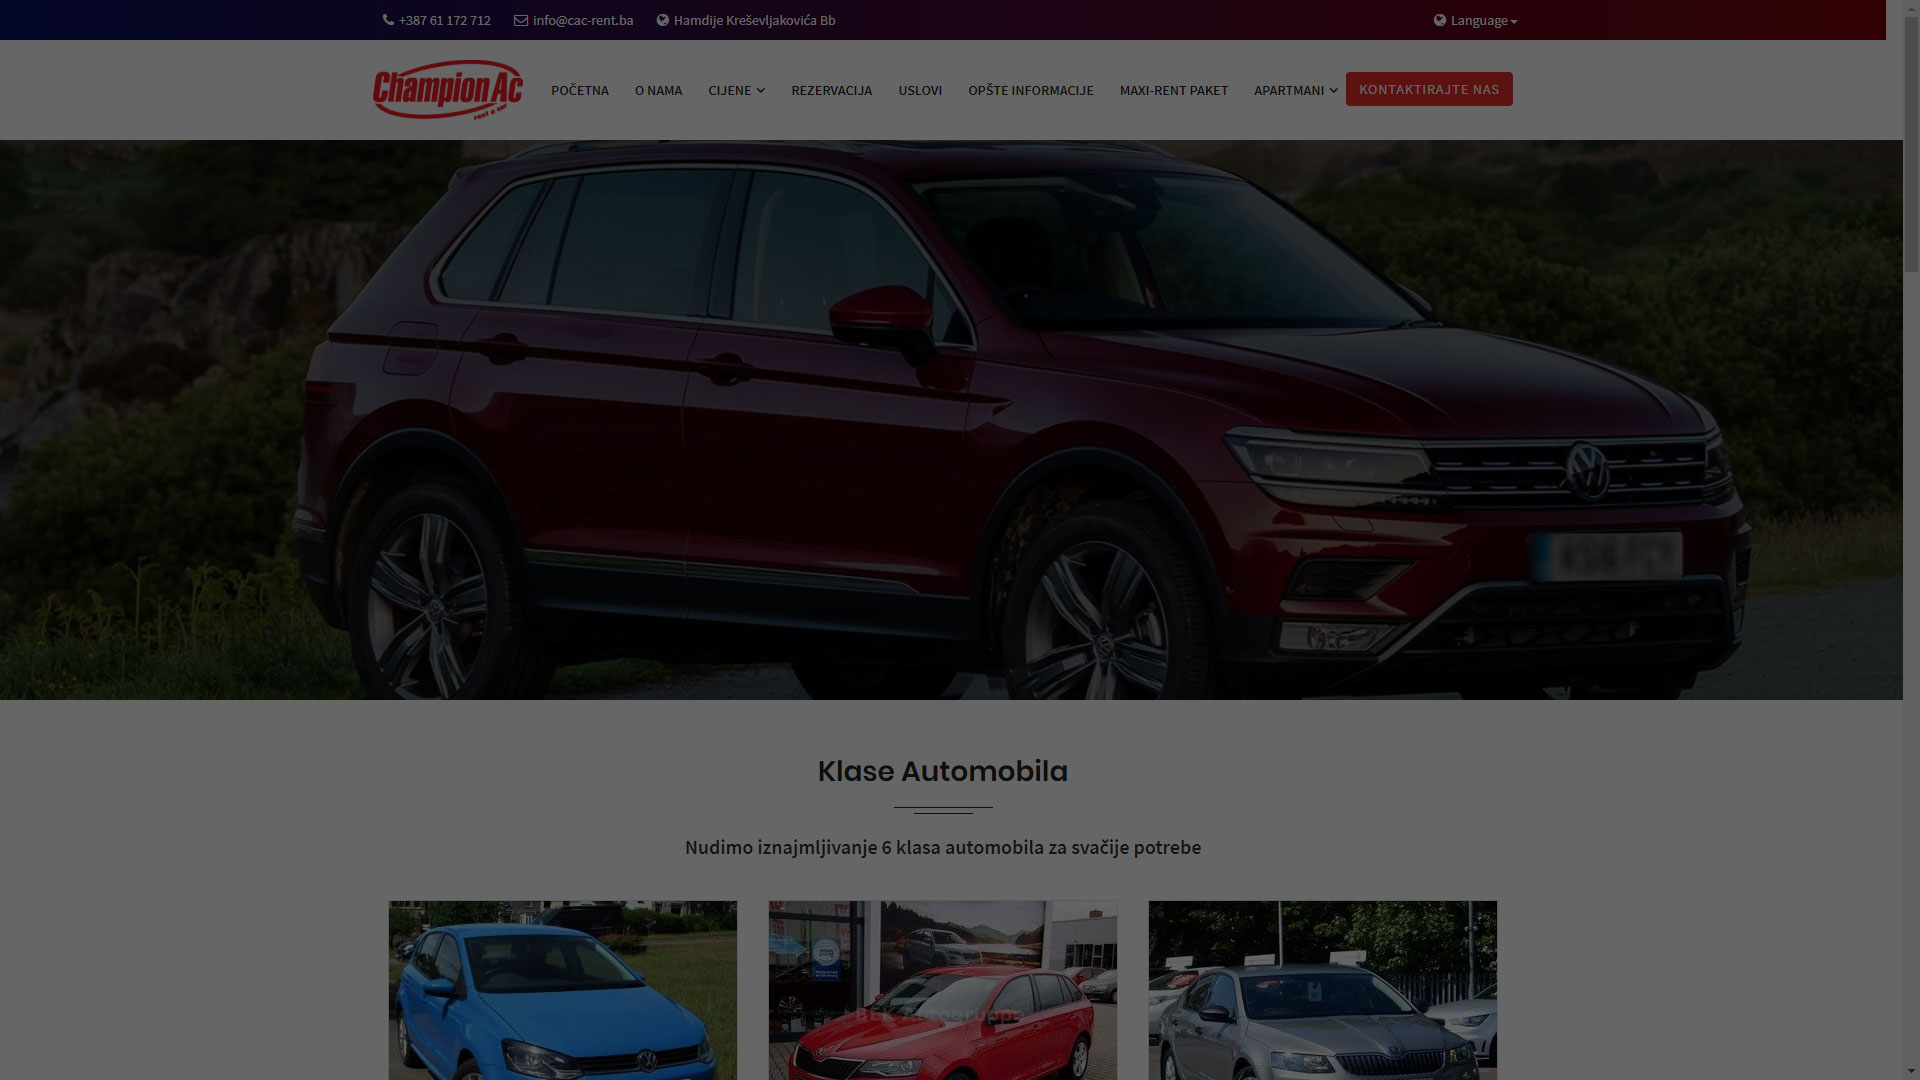 +387 61 172 712 info@cac-rent.ba Hamdije Kreševljakovića Bb Language
Champion Ac
rent a car
POČETNA O NAMA CIJENE REZERVACIJA USLOVI OPŠTE INFORMACIJE MAXI-RENT PAKET APARTMANI KONTAKTIRAJTE NAS
Klase Automobila
Nudimo iznajmljivanje 6 klasa automobila za svačije potrebe